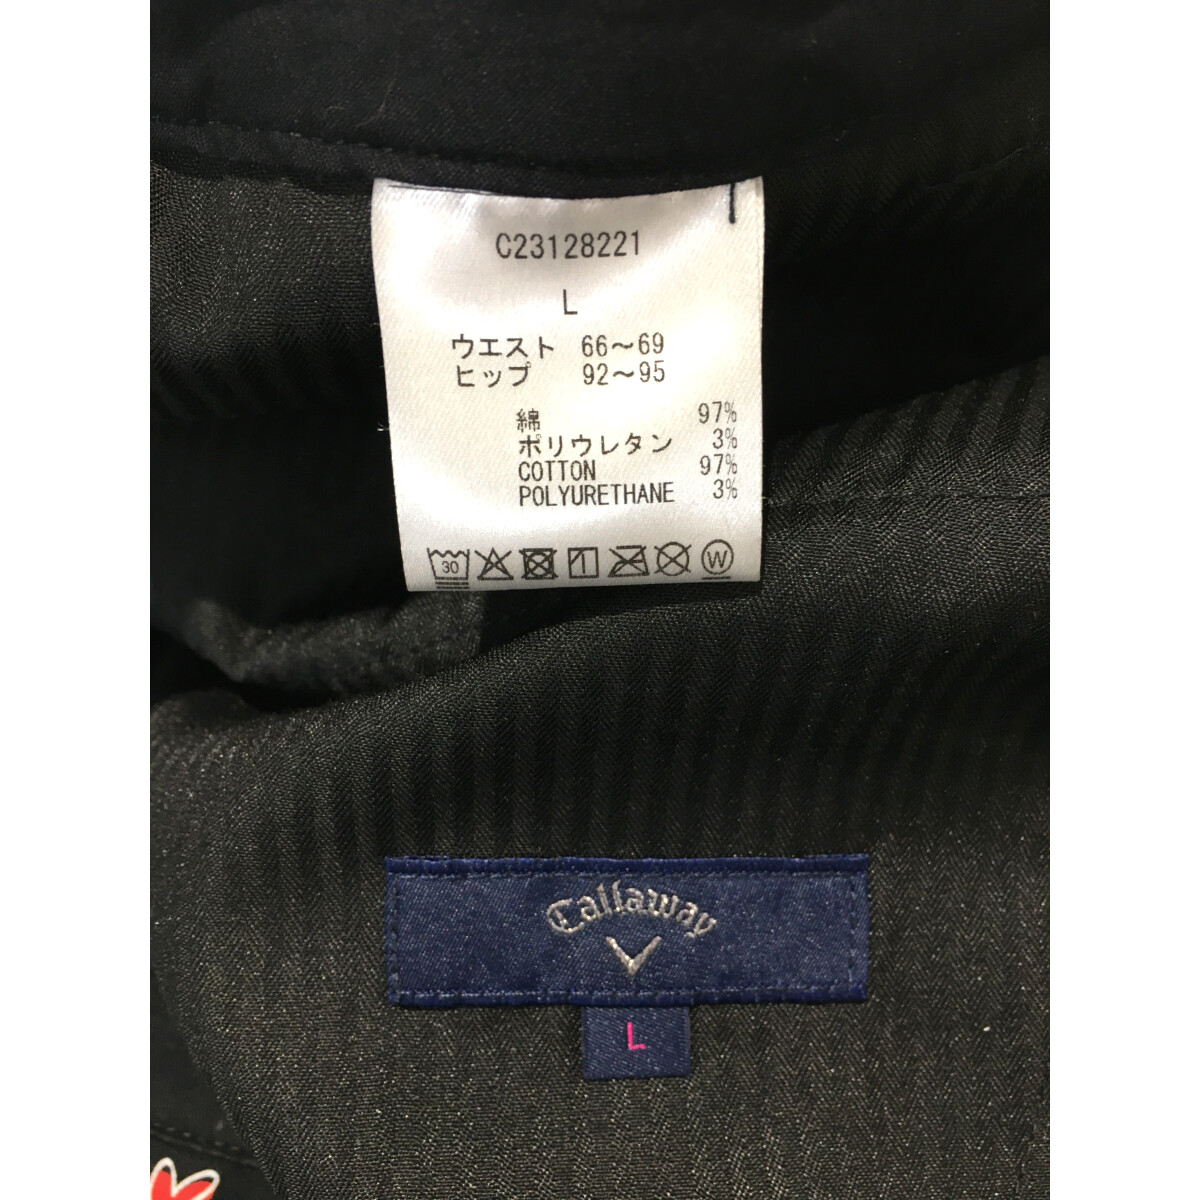 C23128221
L
ウエスト 66〜69
ヒップ 92〜95
綿 97%
ポリウレタン 3%
COTTON 97%
POLYURETHANE 3%
30 W
Callaway
L